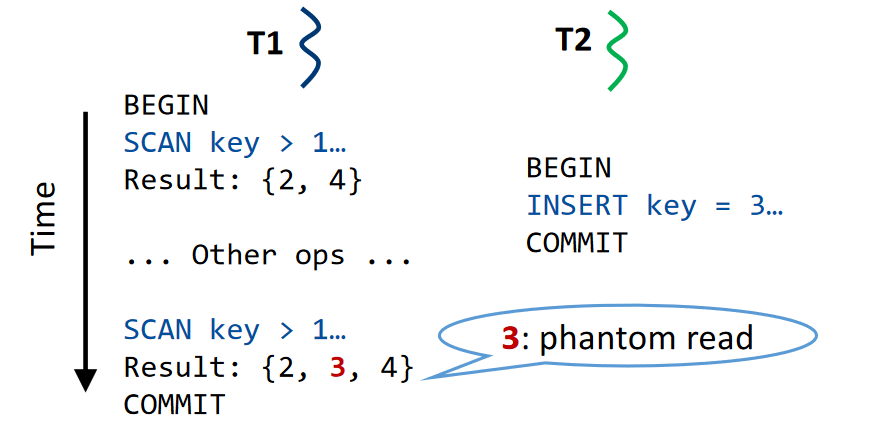 T1
T2
Time
BEGIN
SCAN key > 1…
Result: {2, 4}
... Other ops ...
SCAN key > 1…
Result: {2, 3, 4}
COMMIT
BEGIN
INSERT key = 3…
COMMIT
3: phantom read